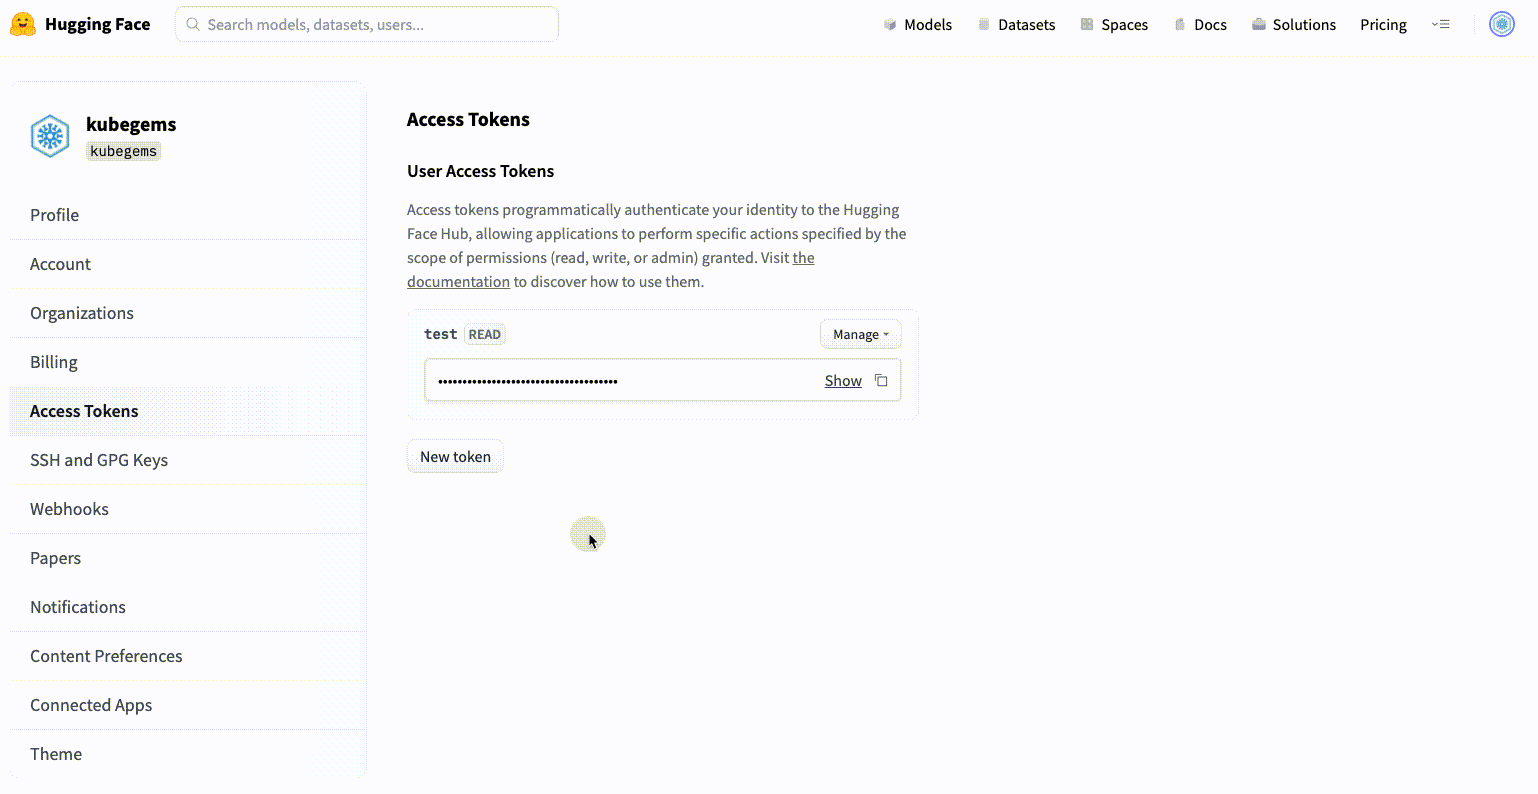 Hugging Face
Search models, datasets, users...
Models
Datasets
Spaces
Docs
Solutions
Pricing
kubegems
kubegems
Profile
Account
Organizations
Billing
Access Tokens
SSH and GPG Keys
Webhooks
Papers
Notifications
Content Preferences
Connected Apps
Theme
Access Tokens
User Access Tokens
Access tokens programmatically authenticate your identity to the Hugging
Face Hub, allowing applications to perform specific actions specified by the
scope of permissions (read, write, or admin) granted. Visit the
documentation to discover how to use them.
test READ
Manage
•••••••••••••••••••••••••••••••••••••
Show
New token